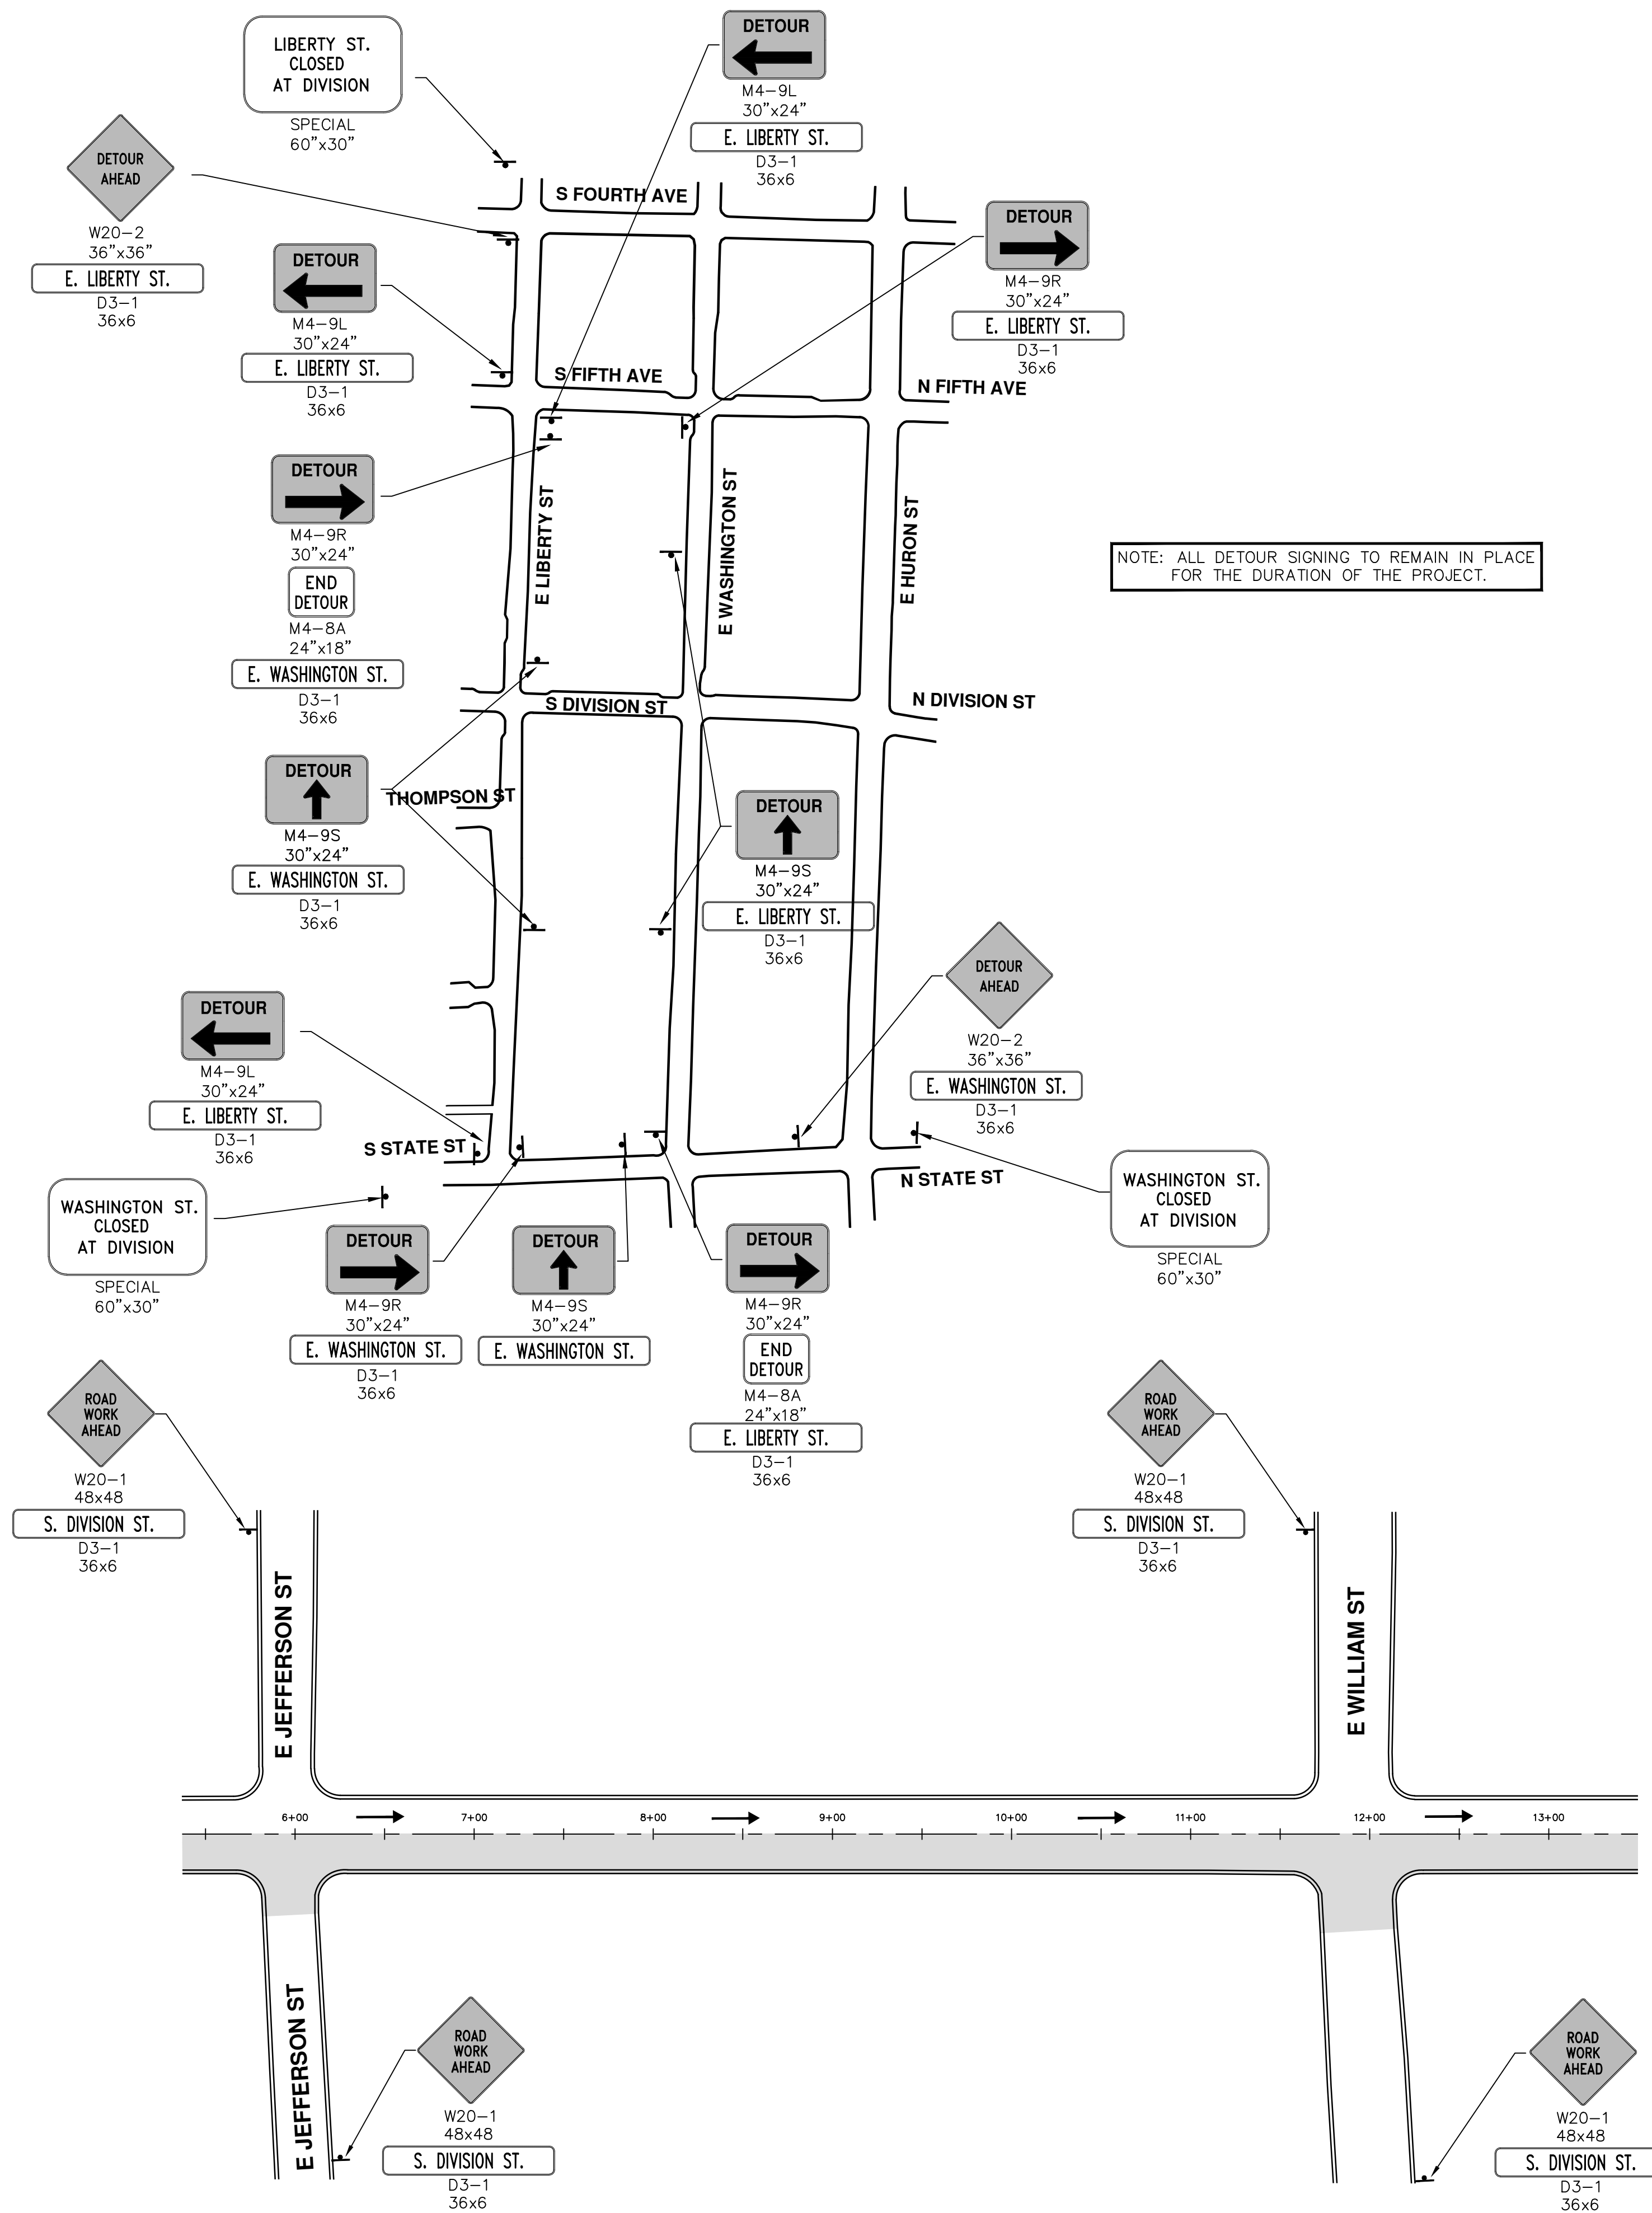 LIBERTY ST.
CLOSED
AT DIVISION
SPECIAL
60"x30"
DETOUR
M4-9L
30"x24"
E. LIBERTY ST.
D3-1
36x6
DETOUR
AHEAD
W20-2
36"x36"
E. LIBERTY ST.
D3-1
36x6
S FOURTH AVE
DETOUR
M4-9R
30"x24"
E. LIBERTY ST.
D3-1
36x6
DETOUR
M4-9L
30"x24"
E. LIBERTY ST.
D3-1
36x6
S FIFTH AVE
N FIFTH AVE
DETOUR
M4-9R
30"x24"
END
DETOUR
M4-8A
24"x18"
E. WASHINGTON ST.
D3-1
36x6
E LIBERTY ST
E WASHINGTON ST
E HURON ST
NOTE: ALL DETOUR SIGNING TO REMAIN IN PLACE
FOR THE DURATION OF THE PROJECT.
S DIVISION ST
N DIVISION ST
DETOUR
M4-9S
30"x24"
E. WASHINGTON ST.
D3-1
36x6
THOMPSON ST
DETOUR
M4-9S
30"x24"
E. LIBERTY ST.
D3-1
36x6
DETOUR
AHEAD
W20-2
36"x36"
E. WASHINGTON ST.
D3-1
36x6
DETOUR
M4-9L
30"x24"
E. LIBERTY ST.
D3-1
36x6
S STATE ST
N STATE ST
WASHINGTON ST.
CLOSED
AT DIVISION
SPECIAL
60"x30"
WASHINGTON ST.
CLOSED
AT DIVISION
SPECIAL
60"x30"
DETOUR
M4-9R
30"x24"
E. WASHINGTON ST.
D3-1
36x6
DETOUR
M4-9S
30"x24"
E. WASHINGTON ST.
DETOUR
M4-9R
30"x24"
END
DETOUR
M4-8A
24"x18"
E. LIBERTY ST.
D3-1
36x6
ROAD
WORK
AHEAD
W20-1
48x48
S. DIVISION ST.
D3-1
36x6
ROAD
WORK
AHEAD
W20-1
48x48
S. DIVISION ST.
D3-1
36x6
E JEFFERSON ST
E WILLIAM ST
6+00
7+00
8+00
9+00
10+00
11+00
12+00
13+00
E JEFFERSON ST
ROAD
WORK
AHEAD
W20-1
48x48
S. DIVISION ST.
D3-1
36x6
ROAD
WORK
AHEAD
W20-1
48x48
S. DIVISION ST.
D3-1
36x6